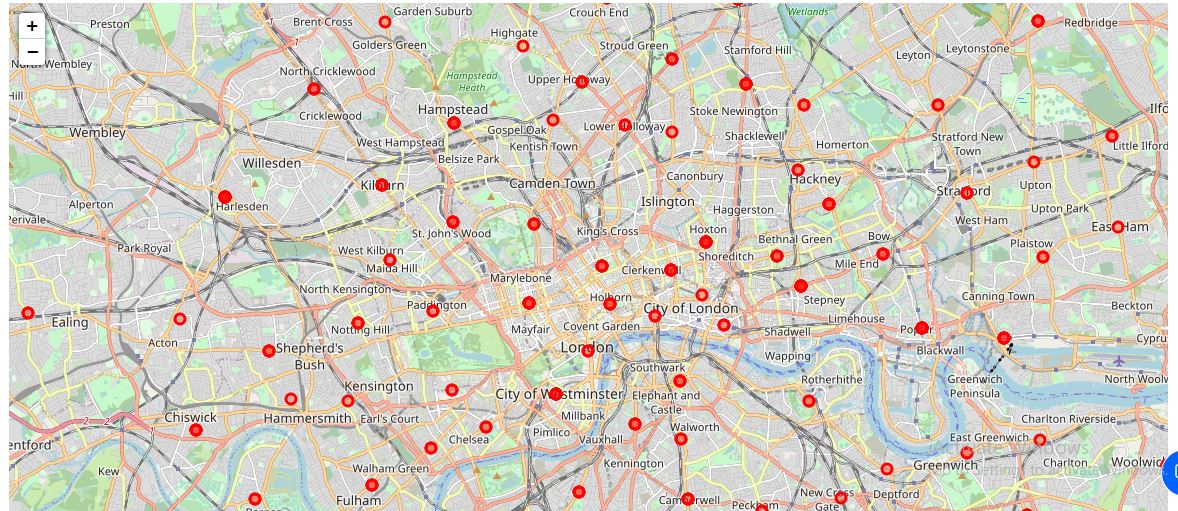 +
−
Preston
Brent Cross
Garden Suburb
Crouch End
Wetlands
Redbridge
Golders Green
Highgate
Stroud Green
Stamford Hill
Leyton
Leytonstone
North Wembley
North Cricklewood
Hampstead
Heath
Upper Holloway
Hill
Cricklewood
Hampstead
Stoke Newington
Wembley
West Hampstead
Gospel Oak
Kentish Town
Lower Holloway
Shacklewell
Homerton
Stratford New
Town
Little Ilford
Willesden
Belsize Park
Canonbury
Hackney
Kilburn
Camden Town
Upton
Stratford
Alperton
Harlesden
Islington
Haggerston
Upton Park
Perivale
St. John's Wood
King's Cross
Hoxton
West Ham
East Ham
Park Royal
West Kilburn
Maida Hill
Shoreditch
Bethnal Green
Bow
Plaistow
Marylebone
Clerkenwell
Mile End
North Kensington
Holborn
Stepney
Canning Town
Paddington
City of London
Beckton
Ealing
Acton
Notting Hill
Mayfair
Covent Garden
Shadwell
Limehouse
Poplar
Shepherd's
Bush
London
Wapping
Blackwall
Southwark
Rotherhithe
Greenwich
Peninsula
Kensington
City of Westminster
Elephant and
Castle
Chiswick
Hammersmith
Earl's Court
Millbank
Charlton Riverside
Chelsea
Pimlico
Vauxhall
Walworth
East Greenwich
Kew
Walham Green
Kennington
Greenwich
Charlton
Fulham
Camberwell
Peckham
New Cross
Gate
Deptford